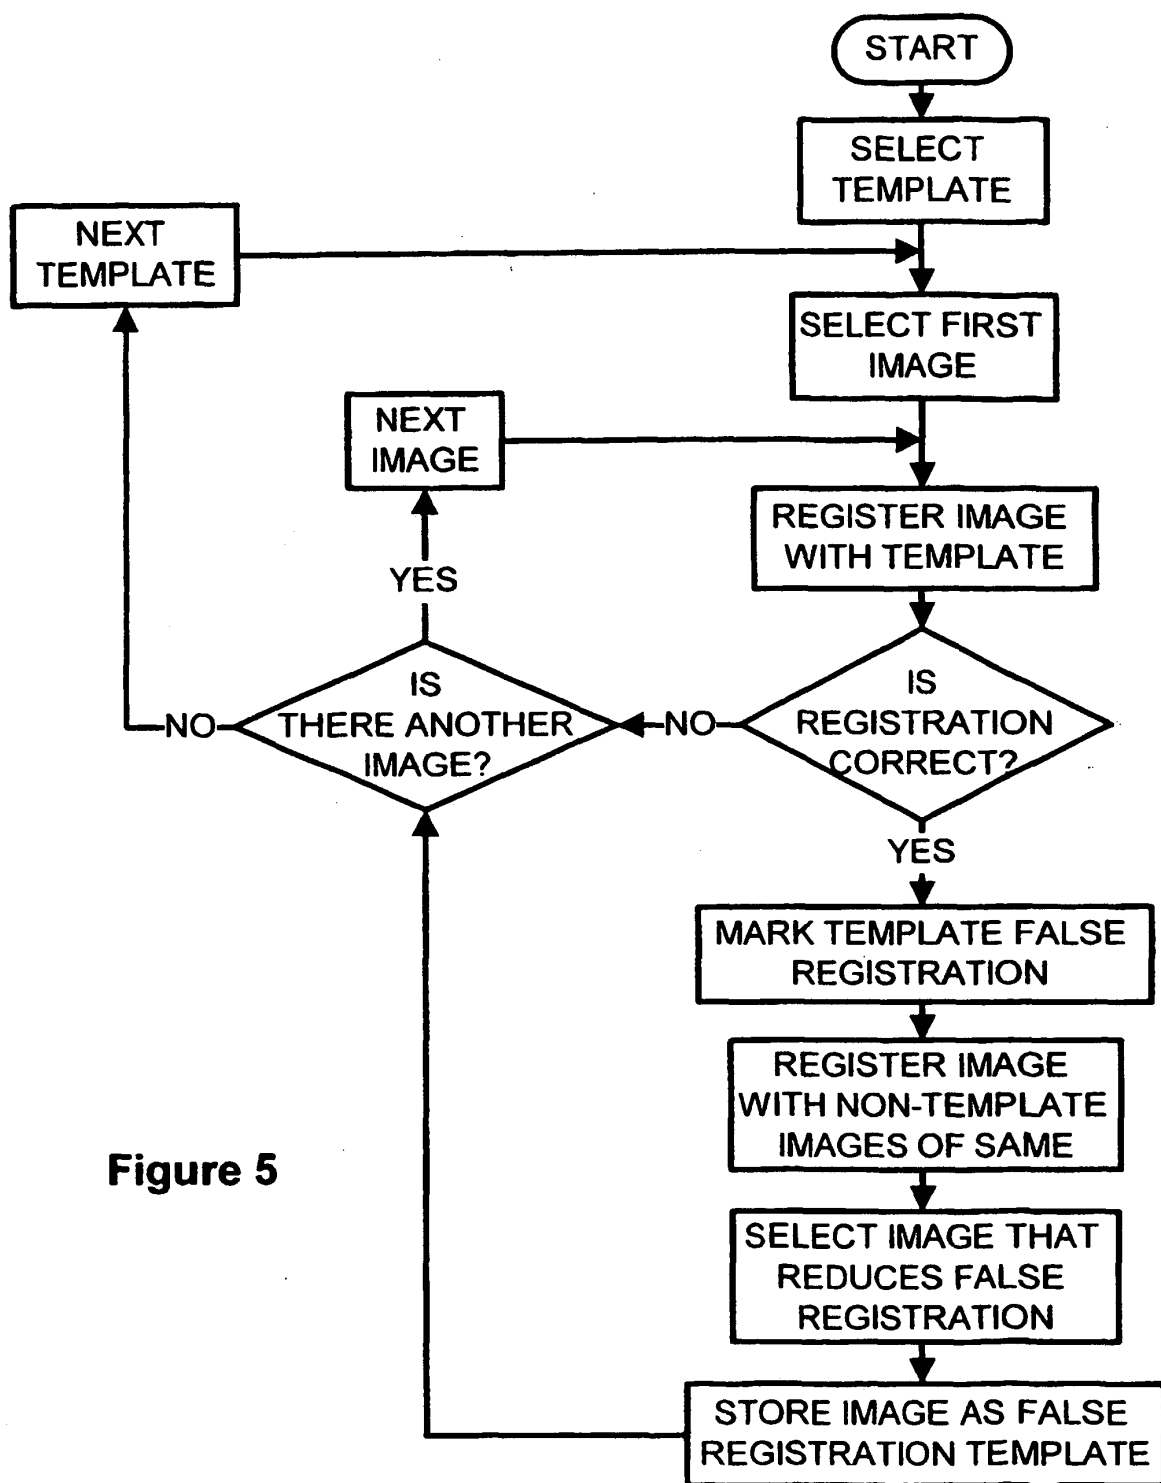 START
SELECT
TEMPLATE
NEXT
TEMPLATE
SELECT FIRST
IMAGE
NEXT
IMAGE
REGISTER IMAGE
WITH TEMPLATE
YES
IS
THERE ANOTHER
IMAGE?
NO
NO
IS
REGISTRATION
CORRECT?
YES
MARK TEMPLATE FALSE
REGISTRATION
REGISTER IMAGE
WITH NON-TEMPLATE
IMAGES OF SAME
SELECT IMAGE THAT
REDUCES FALSE
REGISTRATION
STORE IMAGE AS FALSE
REGISTRATION TEMPLATE
Figure 5